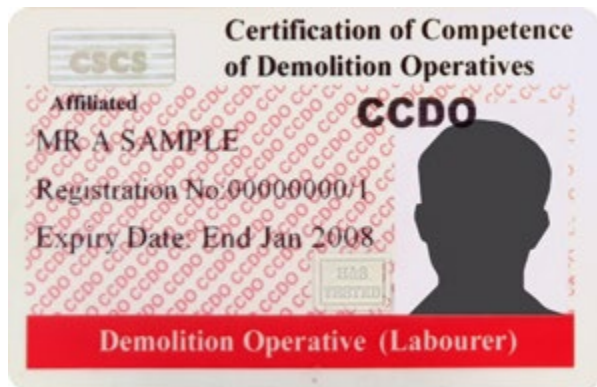 Certification of Competence
of Demolition Operatives
CSCS
Affiliated
CCDO
MR A SAMPLE
Registration No.00000000/1
Expiry Date: End Jan 2008
H&S
TESTED
Demolition Operative (Labourer)